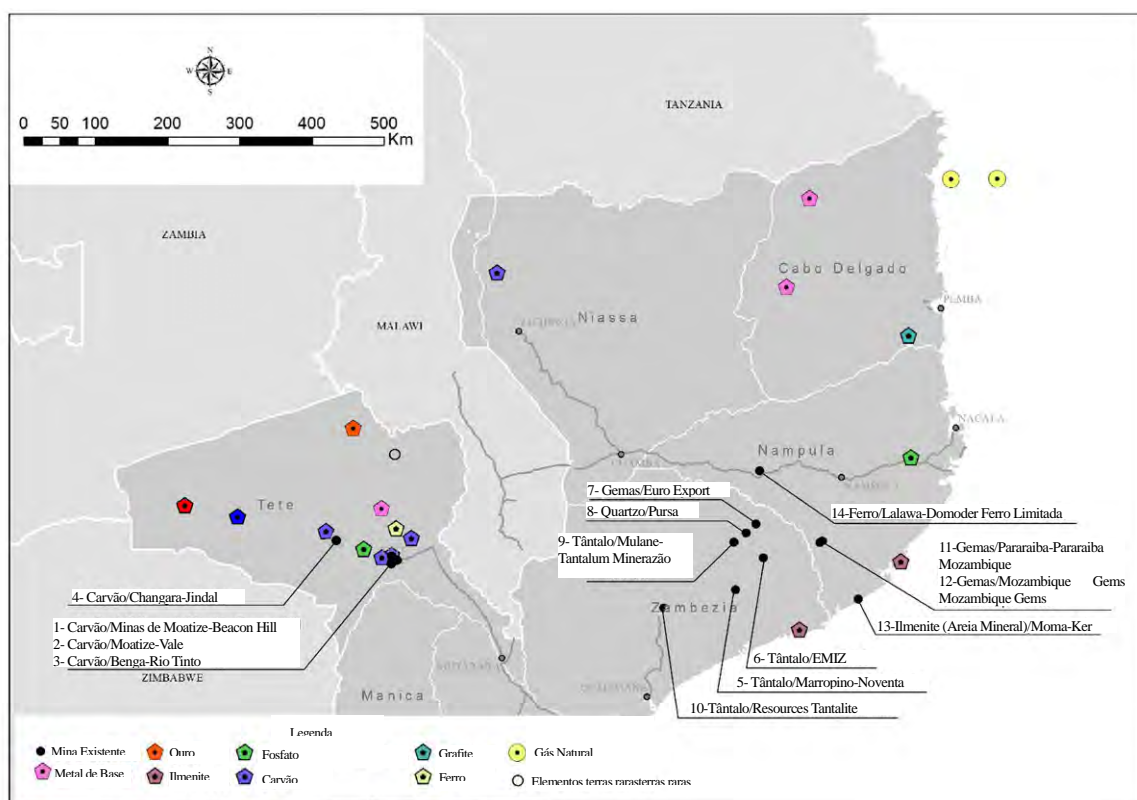 N
W E
S
0 50 100 200 300 400 500
Km
TANZANIA
ZAMBIA
Cabo Delgado
PEMBA
MALAWI
Niassa
LICHINGA
NACALA
CUAMBA
Nampula
NAMPULA
Tete
7- Gemas/Euro Export
8- Quartzo/Pursa
14-Ferro/Lalawa-Domoder Ferro Limitada
9- Tântalo/Mulane-
Tantalum Minerazão
11-Gemas/Pararaiba-Pararaiba
Mozambique
12-Gemas/Mozambique Gems
Mozambique Gems
4- Carvão/Changara-Jindal
Zambezia
13-Ilmenite (Areia Mineral)/Moma-Ker
1- Carvão/Minas de Moatize-Beacon Hill
2- Carvão/Moatize-Vale
3- Carvão/Benga-Rio Tinto
6- Tântalo/EMIZ
ZIMBABWE
5- Tântalo/Marropino-Noventa
Manica
QUELIMANE
10-Tântalo/Resources Tantalite
Legenda
Mina Existente
Ouro
Fosfato
Grafite
Gás Natural
Metal de Base
Ilmenite
Carvão
Ferro
Elementos terras rarasterras raras